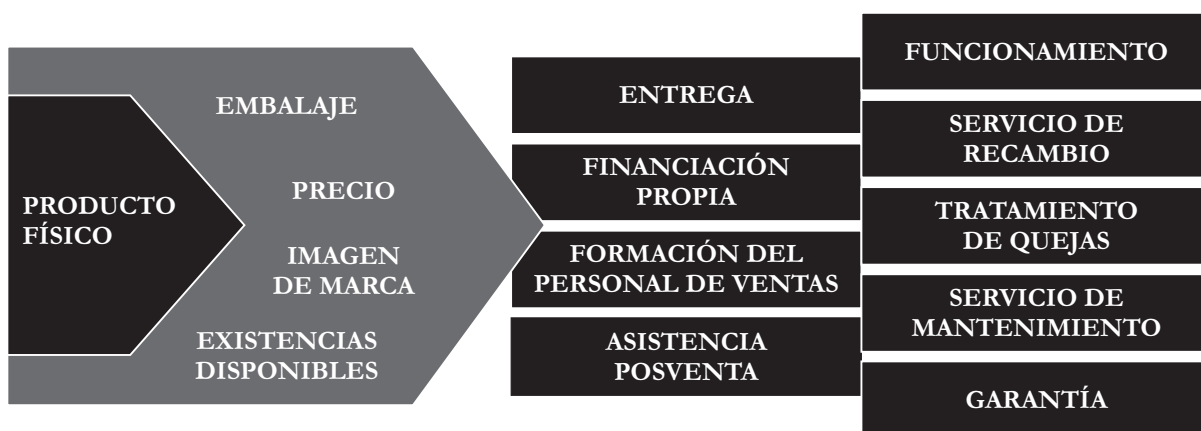 PRODUCTO
FÍSICO
EMBALAJE
PRECIO
IMAGEN
DE MARCA
EXISTENCIAS
DISPONIBLES
ENTREGA
FINANCIACIÓN
PROPIA
FORMACIÓN DEL
PERSONAL DE VENTAS
ASISTENCIA
POSVENTA
FUNCIONAMIENTO
SERVICIO DE
RECAMBIO
TRATAMIENTO
DE QUEJAS
SERVICIO DE
MANTENIMIENTO
GARANTÍA